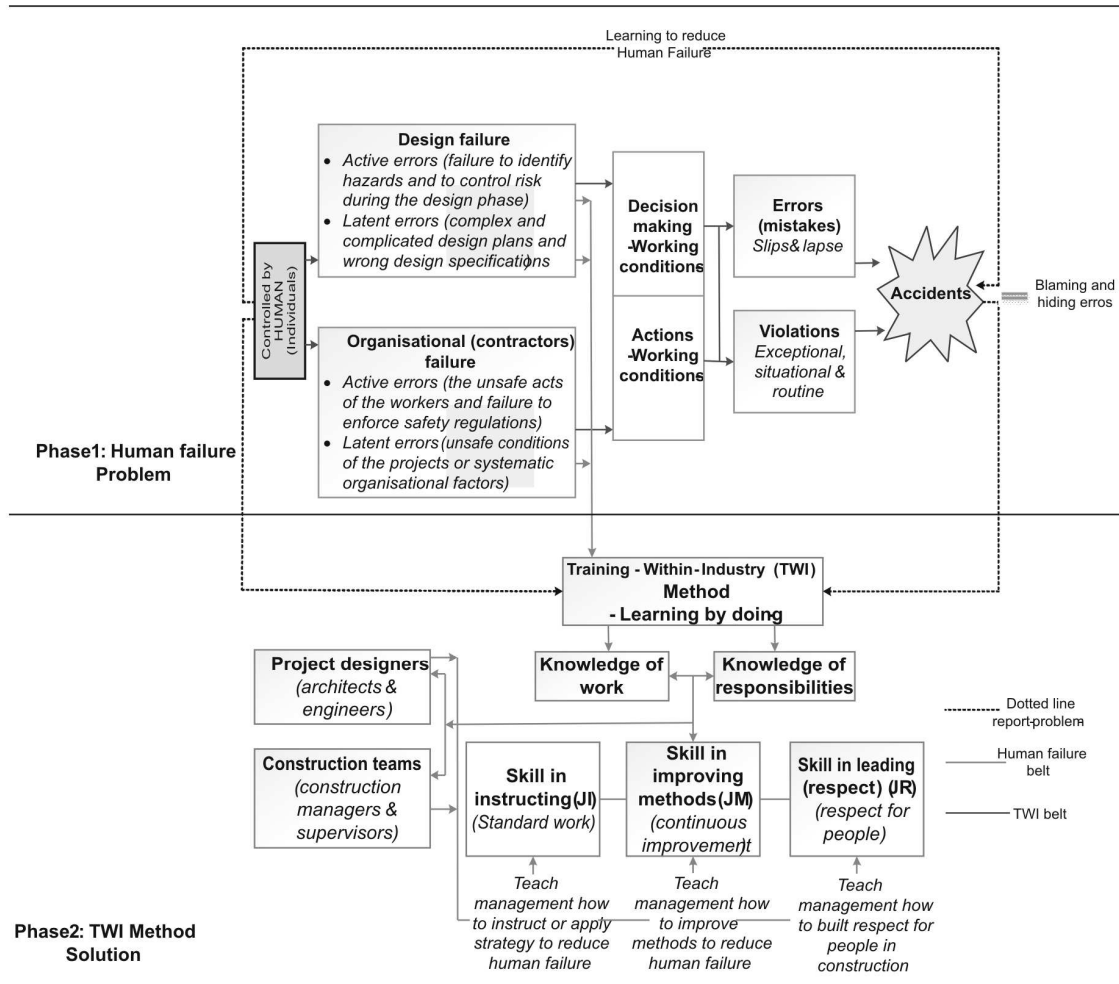 Learning to reduce
Human Failure
Design failure
• Active errors (failure to identify
hazards and to control risk
during the design phase)
• Latent errors (complex and
complicated design plans and
wrong design specifications)
Controlled by
HUMAN
(Individuals)
Organisational (contractors)
failure
• Active errors (the unsafe acts
of the workers and failure to
enforce safety regulations)
• Latent errors (unsafe conditions
of the projects or systematic
organisational factors)
Decision
making
-Working
conditions-
Actions
-Working
conditions-
Errors
(mistakes)
Slips & lapse
Violations
Exceptional,
situational &
routine
Accidents
Blaming and
hiding erros
Phase1: Human failure
Problem
Training - Within-Industry (TWI)
Method
- Learning by doing-
Knowledge of
work
Knowledge of
responsibilities
Project designers
(architects &
engineers)
Construction teams
(construction
managers &
supervisors)
Skill in
instructing (JI)
(Standard work)
Skill in
improving
methods (JM)
(continuous
improvement)
Skill in leading
(respect) (JR)
(respect for
people)
Dotted line
report-problem-
Human failure
belt
TWI belt
Teach
management how
to instruct or apply
strategy to reduce
human failure
Teach
management how
to improve
methods to reduce
human failure
Teach
management how
to built respect for
people in
construction
Phase2: TWI Method
Solution